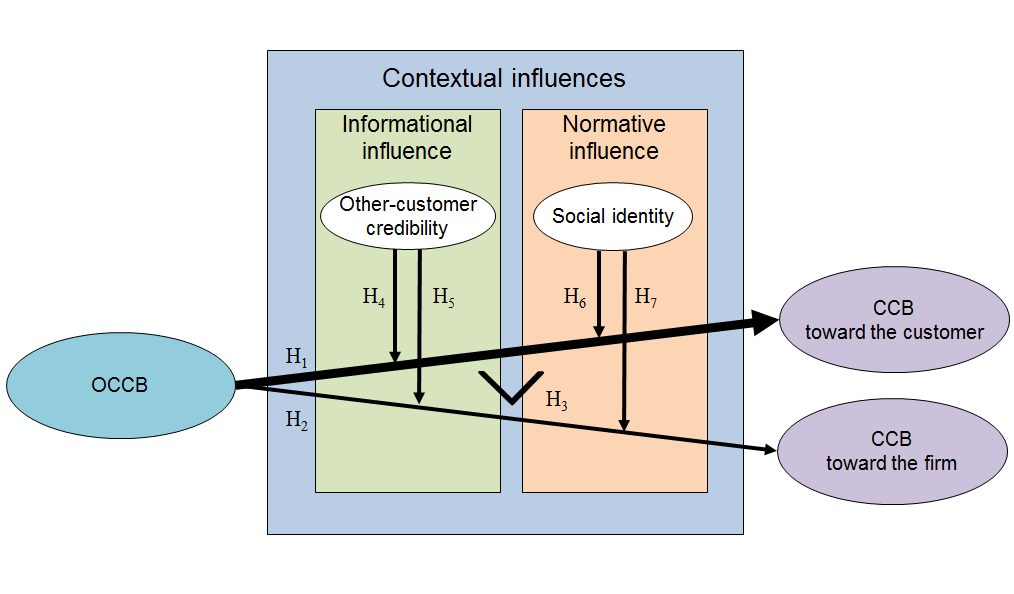 Contextual influences
Informational
influence
Normative
influence
Other-customer
credibility
Social identity
H4
H5
H6
H7
CCB
toward the customer
H1
OCCB
H3
H2
CCB
toward the firm